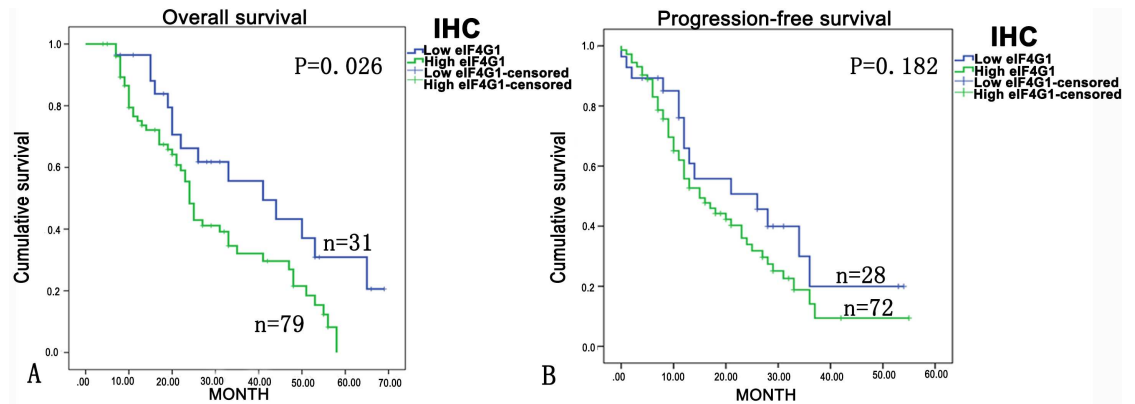 Overall survival
IHC
Low eIF4G1
High eIF4G1
Low eIF4G1-censored
High eIF4G1-censored
P=0.026
1.0
0.8
0.6
0.4
0.2
0.0
Cumulative survival
n=31
n=79
A
.00 10.00 20.00 30.00 40.00 50.00 60.00 70.00
MONTH
Progression-free survival
IHC
Low eIF4G1
High eIF4G1
Low eIF4G1-censored
High eIF4G1-censored
P=0.182
1.0
0.8
0.6
0.4
0.2
0.0
Cumulative survival
n=28
n=72
B
.00 10.00 20.00 30.00 40.00 50.00 60.00
MONTH